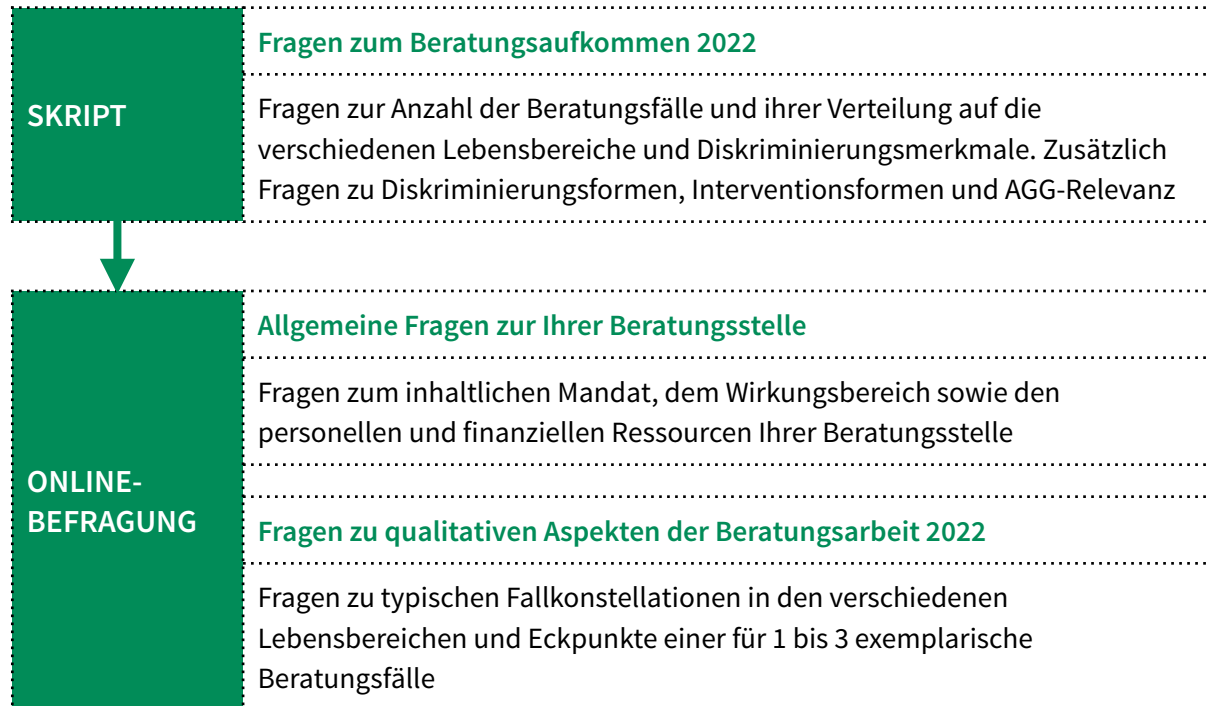 SKRIPT
Fragen zum Beratungsaufkommen 2022
Fragen zur Anzahl der Beratungsfälle und ihrer Verteilung auf die
verschiedenen Lebensbereiche und Diskriminierungsmerkmale. Zusätzlich
Fragen zu Diskriminierungsformen, Interventionsformen und AGG-Relevanz
ONLINE-
BEFRAGUNG
Allgemeine Fragen zur Ihrer Beratungsstelle
Fragen zum inhaltlichen Mandat, dem Wirkungsbereich sowie den
personellen und finanziellen Ressourcen Ihrer Beratungsstelle
Fragen zu qualitativen Aspekten der Beratungsarbeit 2022
Fragen zu typischen Fallkonstellationen in den verschiedenen
Lebensbereichen und Eckpunkte einer für 1 bis 3 exemplarische
Beratungsfälle